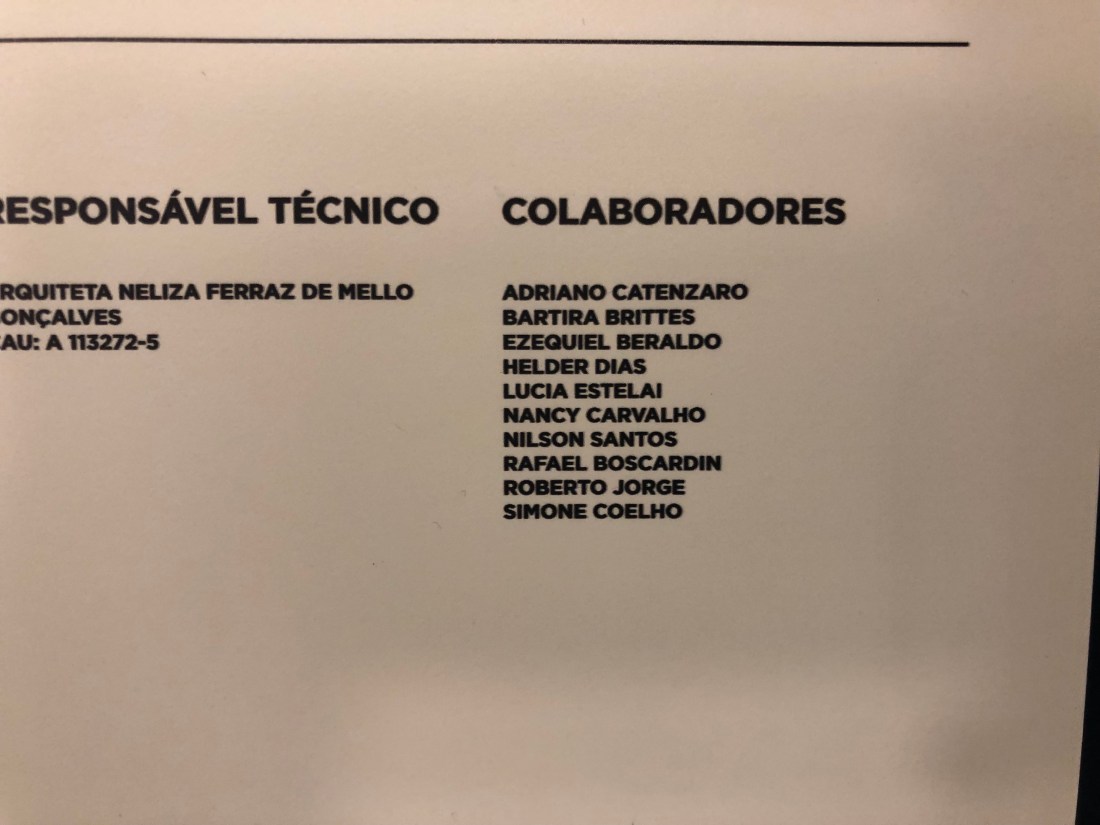 RESPONSÁVEL TÉCNICO
RQUITETA NELIZA FERRAZ DE MELLO
ONÇALVES
AU: A 113272-5
COLABORADORES
ADRIANO CATENZARO
BARTIRA BRITTES
EZEQUIEL BERALDO
HELDER DIAS
LUCIA ESTELAI
NANCY CARVALHO
NILSON SANTOS
RAFAEL BOSCARDIN
ROBERTO JORGE
SIMONE COELHO